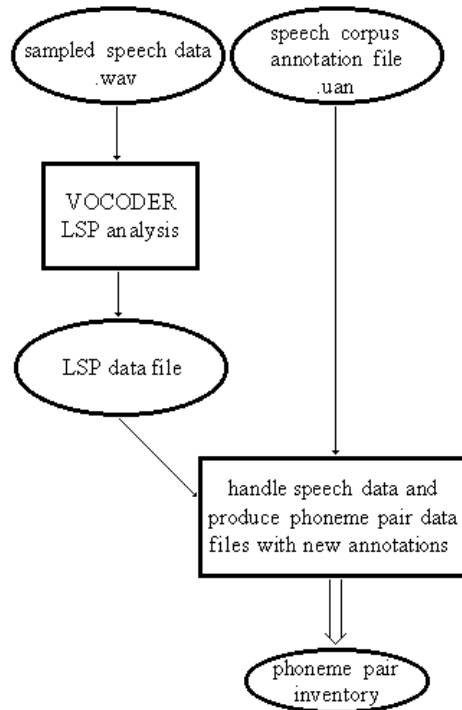 sampled speech data
.wav
speech corpus
annotation file
.uan
VOCODER
LSP analysis
LSP data file
handle speech data and
produce phoneme pair data
files with new annotations
phoneme pair
inventory